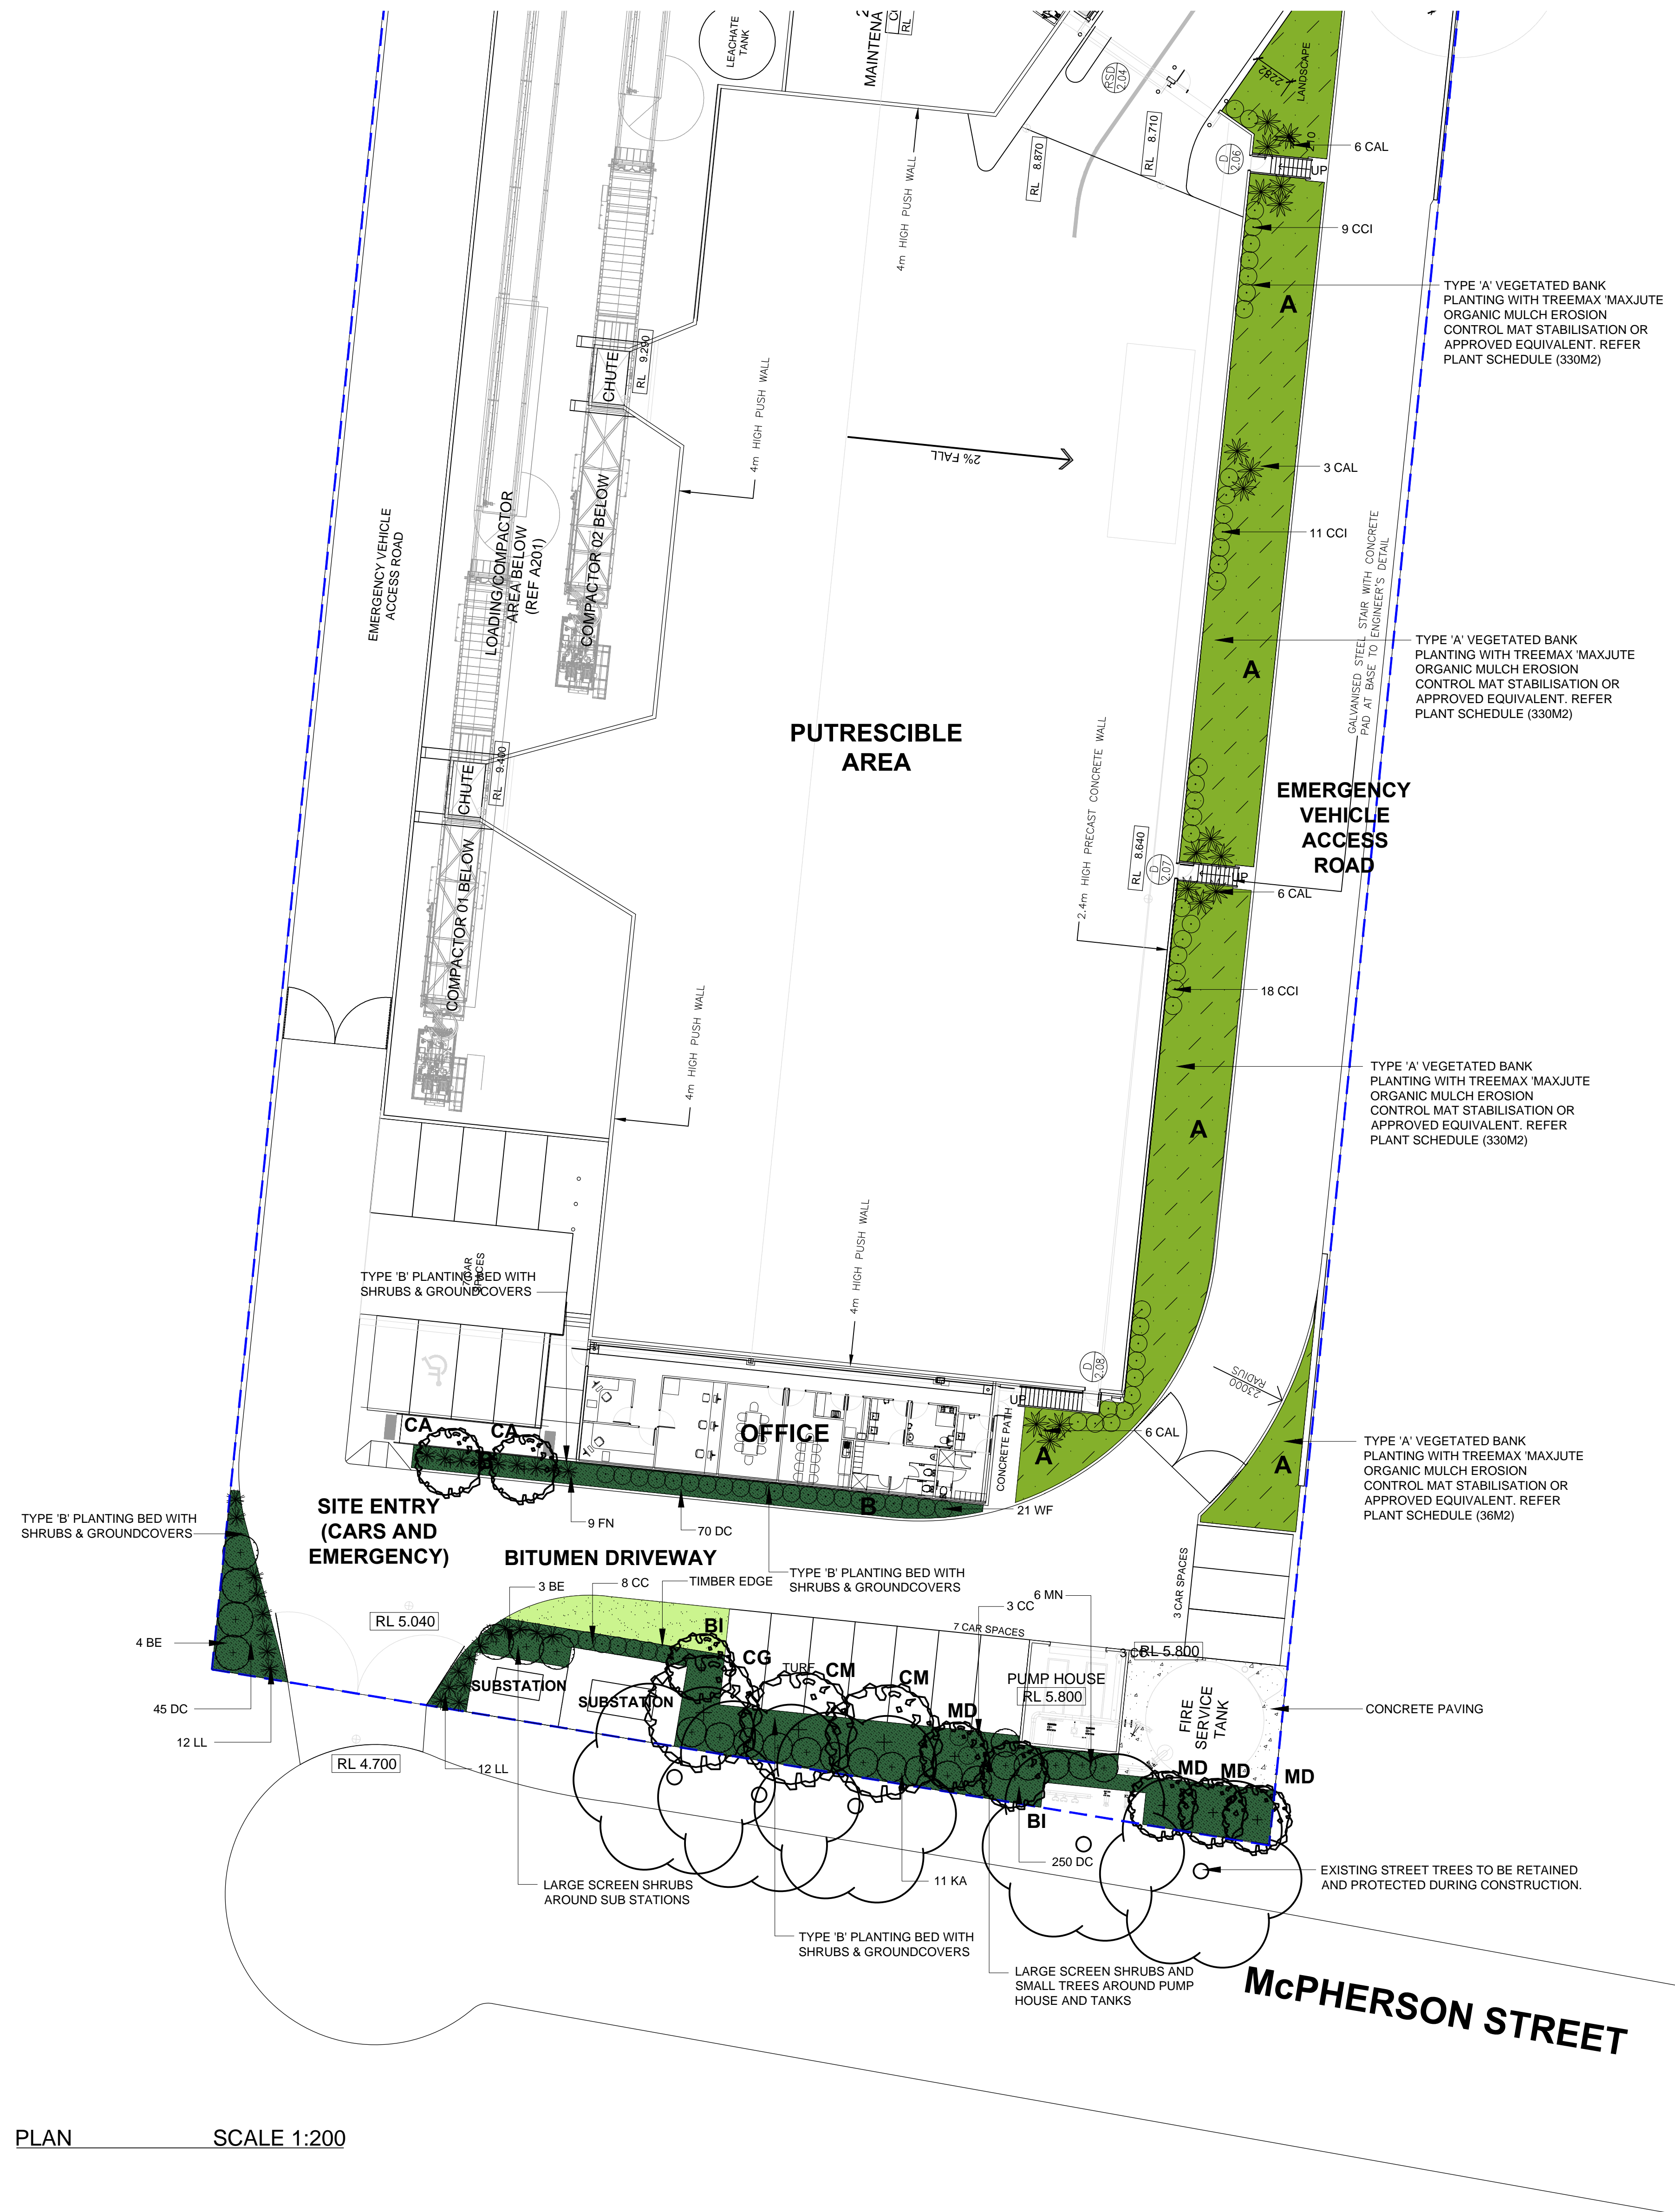 LEACHATE
TANK
MAINTENA
RL
RSD
2.04
2282
LANDSCAPE
6 CAL
UP
D
2.06
RL 8.710
RL 8.870
4m HIGH PUSH WALL
9 CCI
TYPE 'A' VEGETATED BANK
PLANTING WITH TREEMAX 'MAXJUTE
ORGANIC MULCH EROSION
CONTROL MAT STABILISATION OR
APPROVED EQUIVALENT. REFER
PLANT SCHEDULE (330M2)
A
CHUTE
RL 9.290
4m HIGH PUSH WALL
2% FALL
3 CAL
11 CCI
EMERGENCY VEHICLE
ACCESS ROAD
LOADING/COMPACTOR
AREA BELOW
(REF A201)
COMPACTOR 02 BELOW
GALVANISED STEEL STAIR WITH CONCRETE
PAD AT BASE TO ENGINEER'S DETAIL
TYPE 'A' VEGETATED BANK
PLANTING WITH TREEMAX 'MAXJUTE
ORGANIC MULCH EROSION
CONTROL MAT STABILISATION OR
APPROVED EQUIVALENT. REFER
PLANT SCHEDULE (330M2)
A
PUTRESCIBLE
AREA
CHUTE
RL 9.400
2.4m HIGH PRECAST CONCRETE WALL
EMERGENCY
VEHICLE
ACCESS
ROAD
RL 8.640
D
2.07
UP
6 CAL
COMPACTOR 01 BELOW
18 CCI
4m HIGH PUSH WALL
TYPE 'A' VEGETATED BANK
PLANTING WITH TREEMAX 'MAXJUTE
ORGANIC MULCH EROSION
CONTROL MAT STABILISATION OR
APPROVED EQUIVALENT. REFER
PLANT SCHEDULE (330M2)
A
4m HIGH PUSH WALL
7 CAR
SPACES
TYPE 'B' PLANTING BED WITH
SHRUBS & GROUNDCOVERS
D
2.08
23000
RADIUS
UP
CONCRETE PATH
OFFICE
CA
CA
A
6 CAL
A
TYPE 'A' VEGETATED BANK
PLANTING WITH TREEMAX 'MAXJUTE
ORGANIC MULCH EROSION
CONTROL MAT STABILISATION OR
APPROVED EQUIVALENT. REFER
PLANT SCHEDULE (36M2)
B
B
21 WF
9 FN
70 DC
SITE ENTRY
(CARS AND
EMERGENCY)
TYPE 'B' PLANTING BED WITH
SHRUBS & GROUNDCOVERS
BITUMEN DRIVEWAY
TYPE 'B' PLANTING BED WITH
SHRUBS & GROUNDCOVERS
3 BE
8 CC
TIMBER EDGE
6 MN
3 CC
3 CAR SPACES
7 CAR SPACES
RL 5.040
4 BE
BI
CG
TURF
CM
CM
3 CC
RL 5.800
PUMP HOUSE
RL 5.800
SUBSTATION
SUBSTATION
MD
FIRE
SERVICE
TANK
CONCRETE PAVING
45 DC
12 LL
RL 4.700
12 LL
MD
MD
MD
BI
250 DC
11 KA
EXISTING STREET TREES TO BE RETAINED
AND PROTECTED DURING CONSTRUCTION.
LARGE SCREEN SHRUBS
AROUND SUB STATIONS
TYPE 'B' PLANTING BED WITH
SHRUBS & GROUNDCOVERS
LARGE SCREEN SHRUBS AND
SMALL TREES AROUND PUMP
HOUSE AND TANKS
McPHERSON STREET
PLAN SCALE 1:200